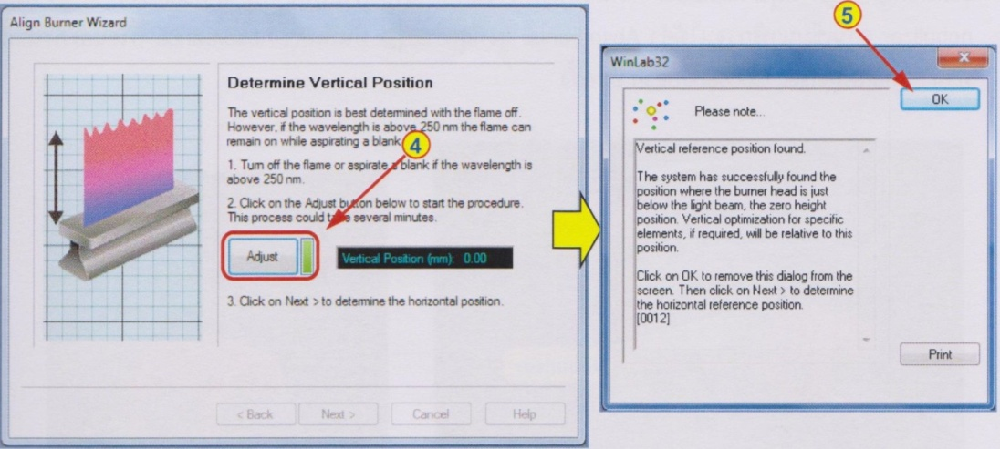 Align Burner Wizard
Determine Vertical Position
The vertical position is best determined with the flame off.
However, if the wavelength is above 250 nm the flame can
remain on while aspirating a blank
4
1. Turn off the flame or aspirate a blank if the wavelength is
above 250 nm.
2. Click on the Adjust button below to start the procedure.
This process could take several minutes.
Adjust
Vertical Position (mm): 0.00
3. Click on Next > to determine the horizontal position.
< Back
Next >
Cancel
Help
5
WinLab32
OK
Please note...
Vertical reference position found.
The system has successfully found the
position where the burner head is just
below the light beam, the zero height
position. Vertical optimization for specific
elements, if required, will be relative to this
position.
Click on OK to remove this dialog from the
screen. Then click on Next > to determine
the horizontal reference position.
[0012]
Print